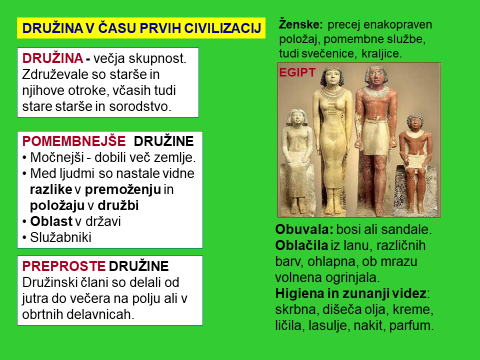 DRUŽINA V ČASU PRVIH CIVILIZACIJ
DRUŽINA - večja skupnost.
Združevale so starše in
njihove otroke, včasih tudi
stare starše in sorodstvo.
POMEMBNEJŠE DRUŽINE
• Močnejši - dobili več zemlje.
• Med ljudmi so nastale vidne
razlike v premoženju in
položaju v družbi
• Oblast v državi
• Služabniki
PREPROSTE DRUŽINE
Družinski člani so delali od
jutra do večera na polju ali v
obrtnih delavnicah.
Ženske: precej enakopraven
položaj, pomembne službe,
tudi svečenice, kraljice.
EGIPT
Obuvala: bosi ali sandale.
Oblačila iz lanu, različnih
barv, ohlapna, ob mrazu
volnena ogrinjala.
Higiena in zunanji videz:
skrbna, dišeča olja, kreme,
ličila, lasulje, nakit, parfum.